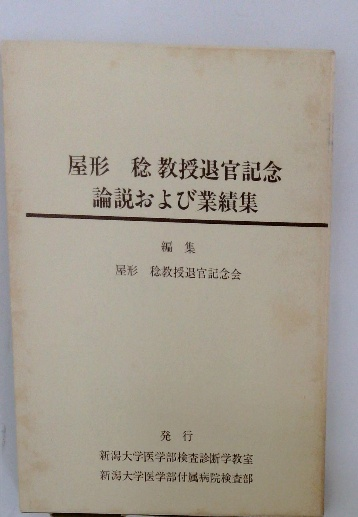 屋形 稔 教授退官記念
論説および業績集
編集
屋形 稔教授退官記念会
発行
新潟大学医学部検査診断学教室
新潟大学医学部付属病院検査部